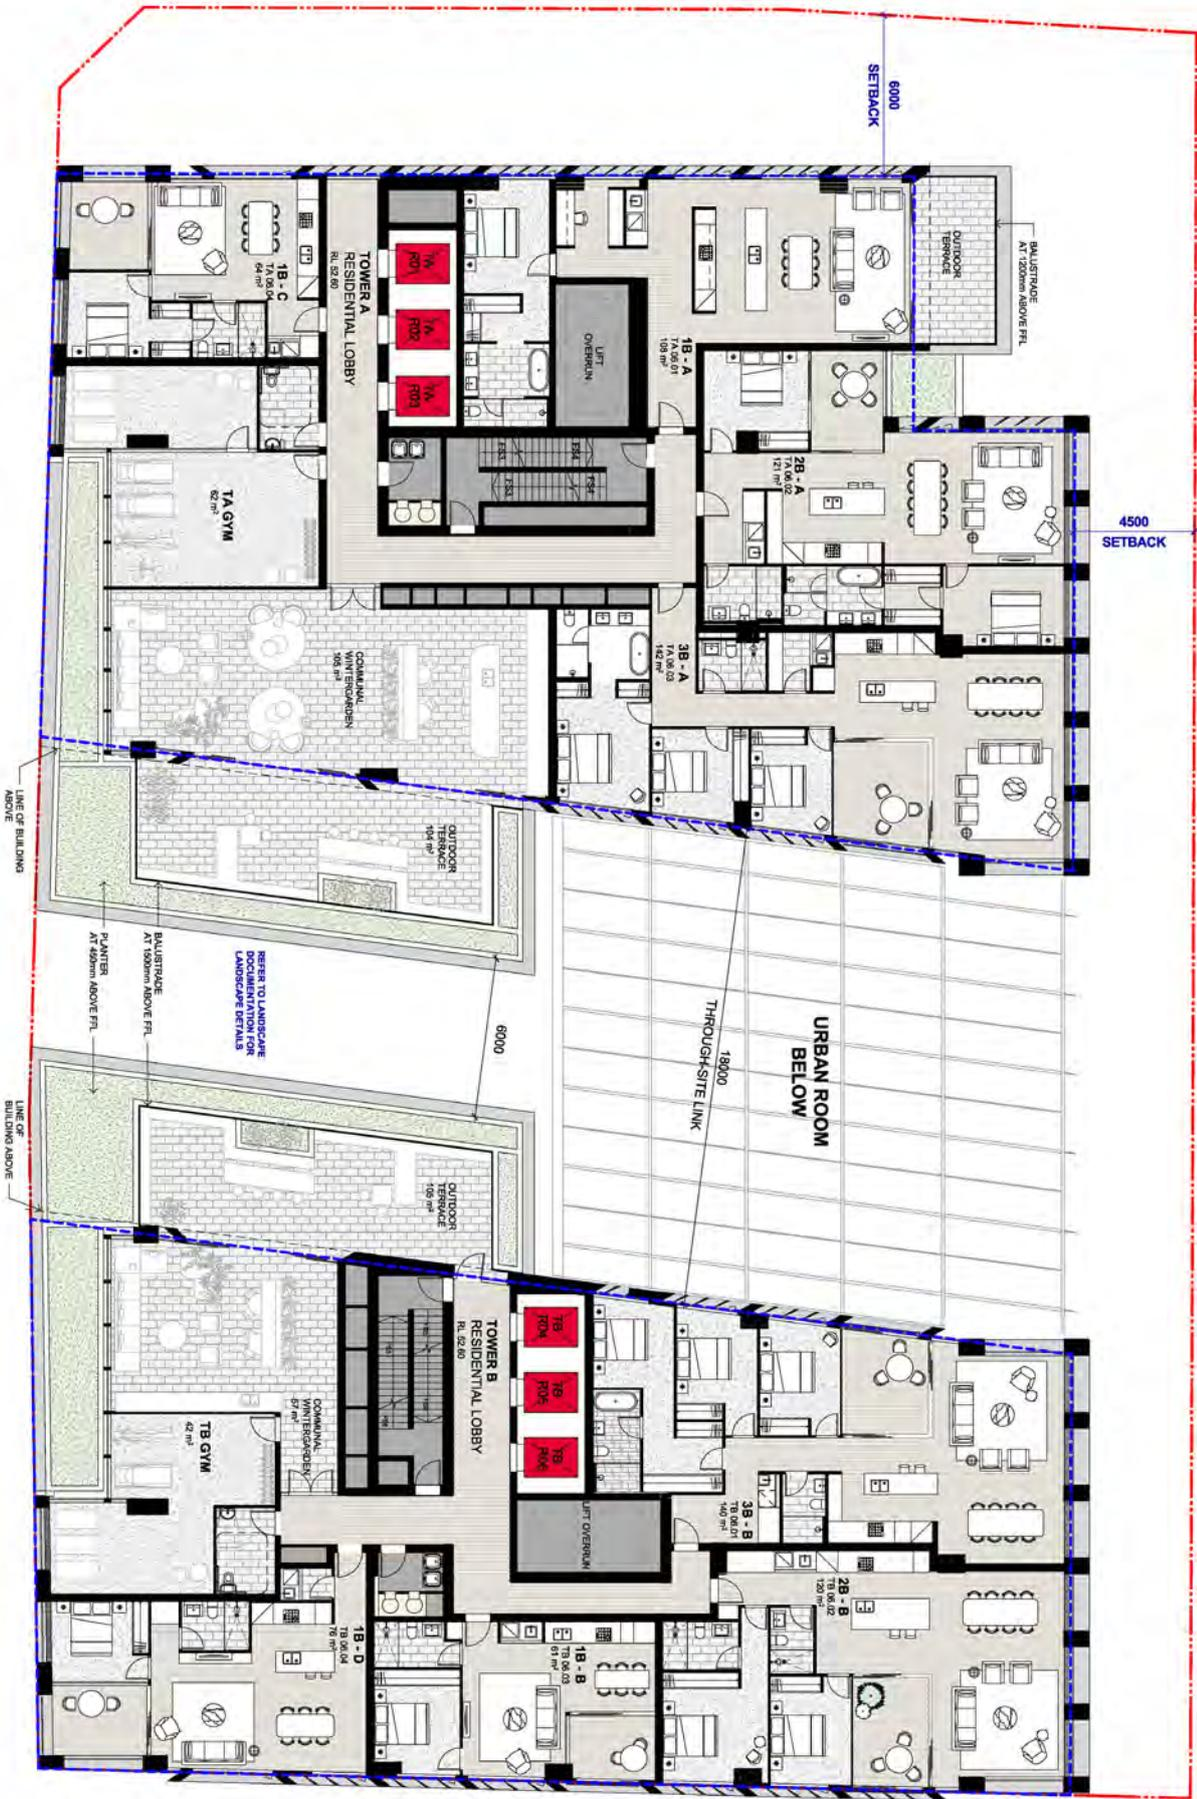 6000
SETBACK
BALUSTRADE
AT 1200mm ABOVE FFL
OUTDOOR
TERRACE
4500
SETBACK
1B - C
TA 06.04
64 m²
TOWER A
RESIDENTIAL LOBBY
RL 52.60
TA
R01
TA
R02
TA
R03
LIFT
OVERRUN
1B - A
TA 06.01
108 m²
2B - A
TA 06.02
121 m²
FS3
FS4
FS3
FS4
TA GYM
62 m²
COMMUNAL
WINTERGARDEN
105 m²
3B - A
TA 06.03
142 m²
LINE OF BUILDING
ABOVE
OUTDOOR
TERRACE
104 m²
BALUSTRADE
AT 1500mm ABOVE FFL
PLANTER
AT 450mm ABOVE FFL
REFER TO LANDSCAPE
DOCUMENTATION FOR
LANDSCAPE DETAILS
6000
18000
THROUGH-SITE LINK
URBAN ROOM
BELOW
LINE OF
BUILDING ABOVE
OUTDOOR
TERRACE
105 m²
TOWER B
RESIDENTIAL LOBBY
RL 52.60
TB
R04
TB
R05
TB
R06
COMMUNAL
WINTERGARDEN
57 m²
TB GYM
42 m²
LIFT OVERRUN
3B - B
TB 06.01
140 m²
2B - B
TB 06.02
120 m²
1B - D
TB 06.04
76 m²
1B - B
TB 06.03
61 m²